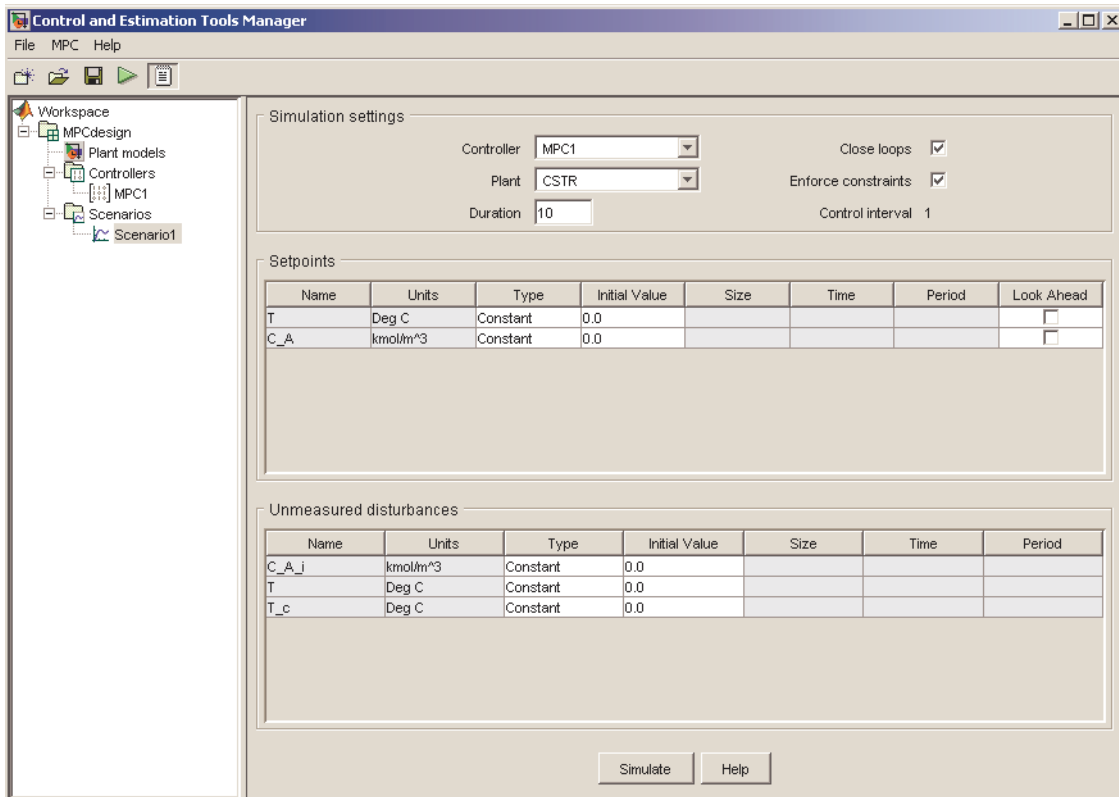 Control and Estimation Tools Manager
File MPC Help
Workspace
MPCdesign
Plant models
Controllers
MPC1
Scenarios
Scenario1
Simulation settings
Controller MPC1 Close loops
Plant CSTR Enforce constraints
Duration 10 Control interval 1
Setpoints
Name Units Type Initial Value Size Time Period Look Ahead
T Deg C Constant 0.0
C_A kmol/m^3 Constant 0.0
Unmeasured disturbances
Name Units Type Initial Value Size Time Period
C_A_i kmol/m^3 Constant 0.0
T Deg C Constant 0.0
T_c Deg C Constant 0.0
Simulate Help